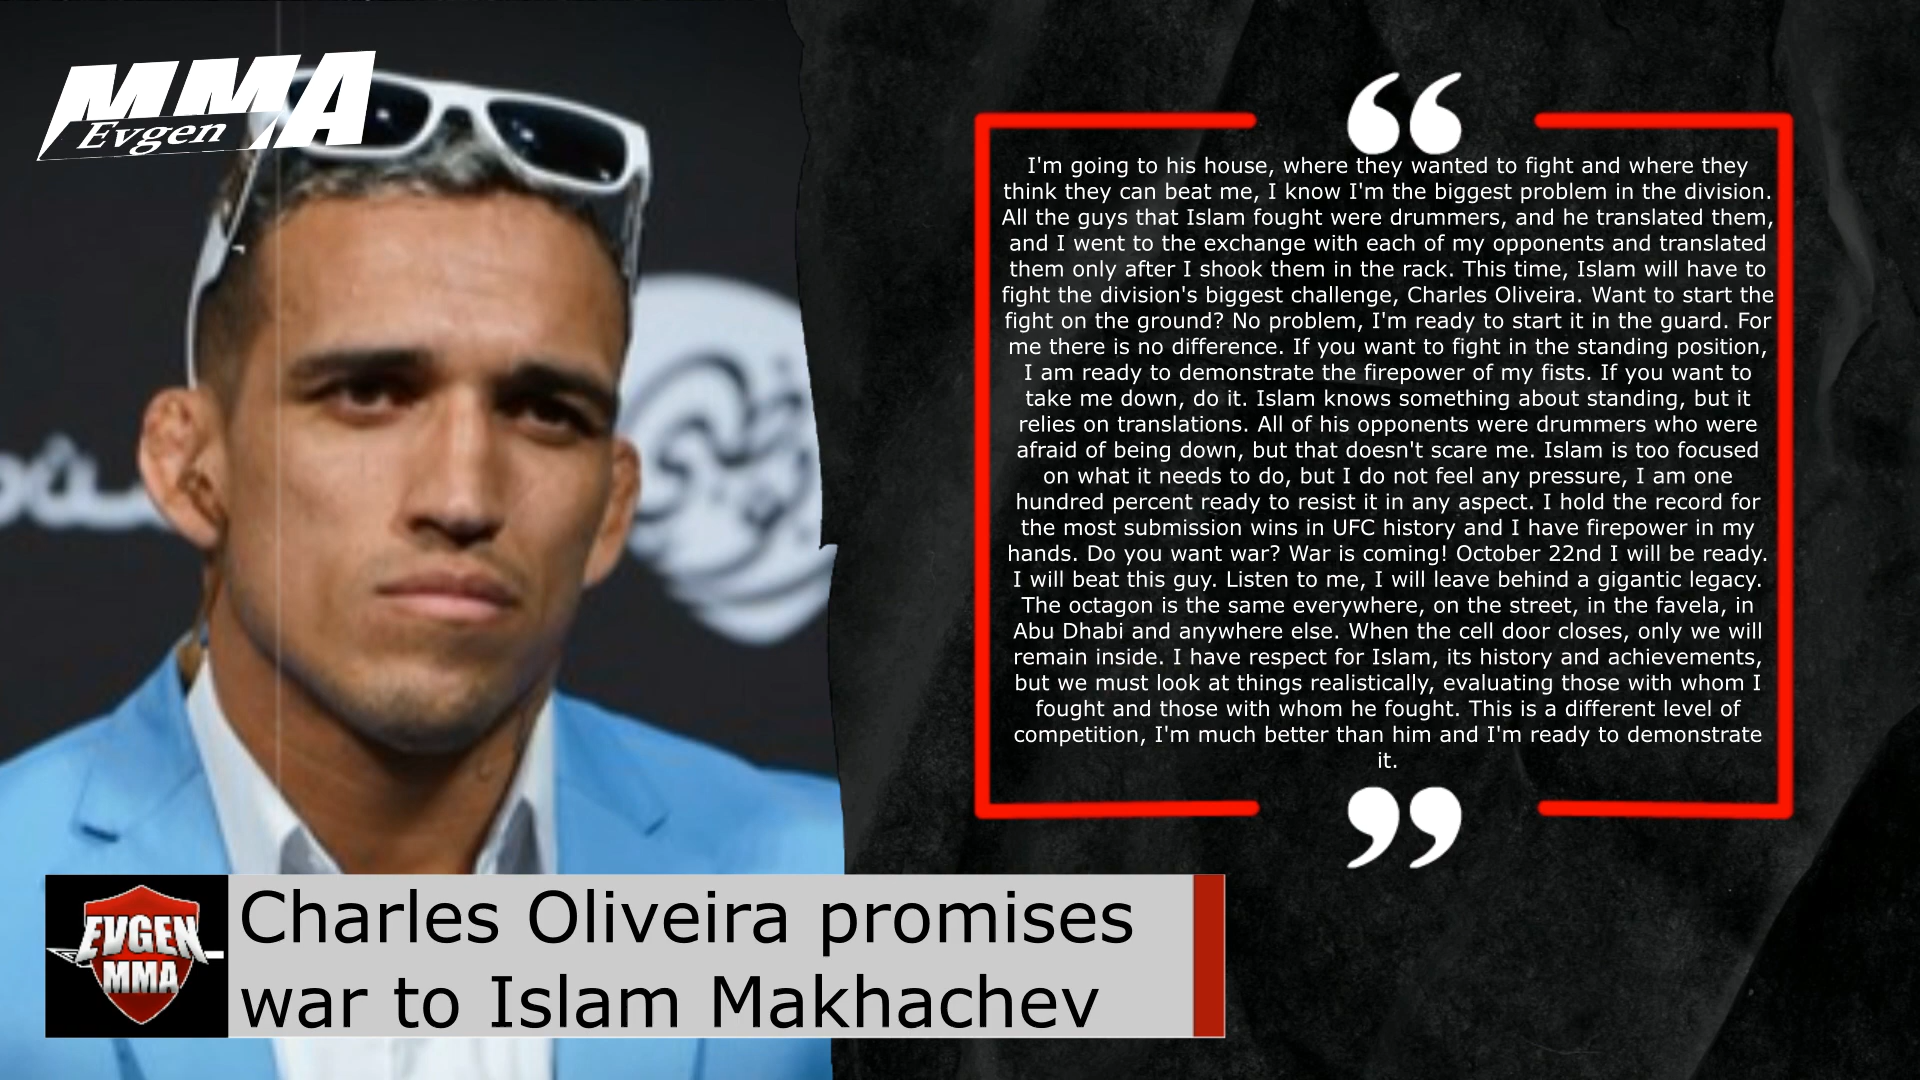 MMA
Evgen
I'm going to his house, where they wanted to fight and where they
think they can beat me, I know I'm the biggest problem in the division.
All the guys that Islam fought were drummers, and he translated them,
and I went to the exchange with each of my opponents and translated
them only after I shook them in the rack. This time, Islam will have to
fight the division's biggest challenge, Charles Oliveira. Want to start the
fight on the ground? No problem, I'm ready to start it in the guard. For
me there is no difference. If you want to fight in the standing position,
I am ready to demonstrate the firepower of my fists. If you want to
take me down, do it. Islam knows something about standing, but it
relies on translations. All of his opponents were drummers who were
afraid of being down, but that doesn't scare me. Islam is too focused
on what it needs to do, but I do not feel any pressure, I am one
hundred percent ready to resist it in any aspect. I hold the record for
the most submission wins in UFC history and I have firepower in my
hands. Do you want war? War is coming! October 22nd I will be ready.
I will beat this guy. Listen to me, I will leave behind a gigantic legacy.
The octagon is the same everywhere, on the street, in the favela, in
Abu Dhabi and anywhere else. When the cell door closes, only we will
remain inside. I have respect for Islam, its history and achievements,
but we must look at things realistically, evaluating those with whom I
fought and those with whom he fought. This is a different level of
competition, I'm much better than him and I'm ready to demonstrate
it.
EVGEN
MMA
Charles Oliveira promises
war to Islam Makhachev